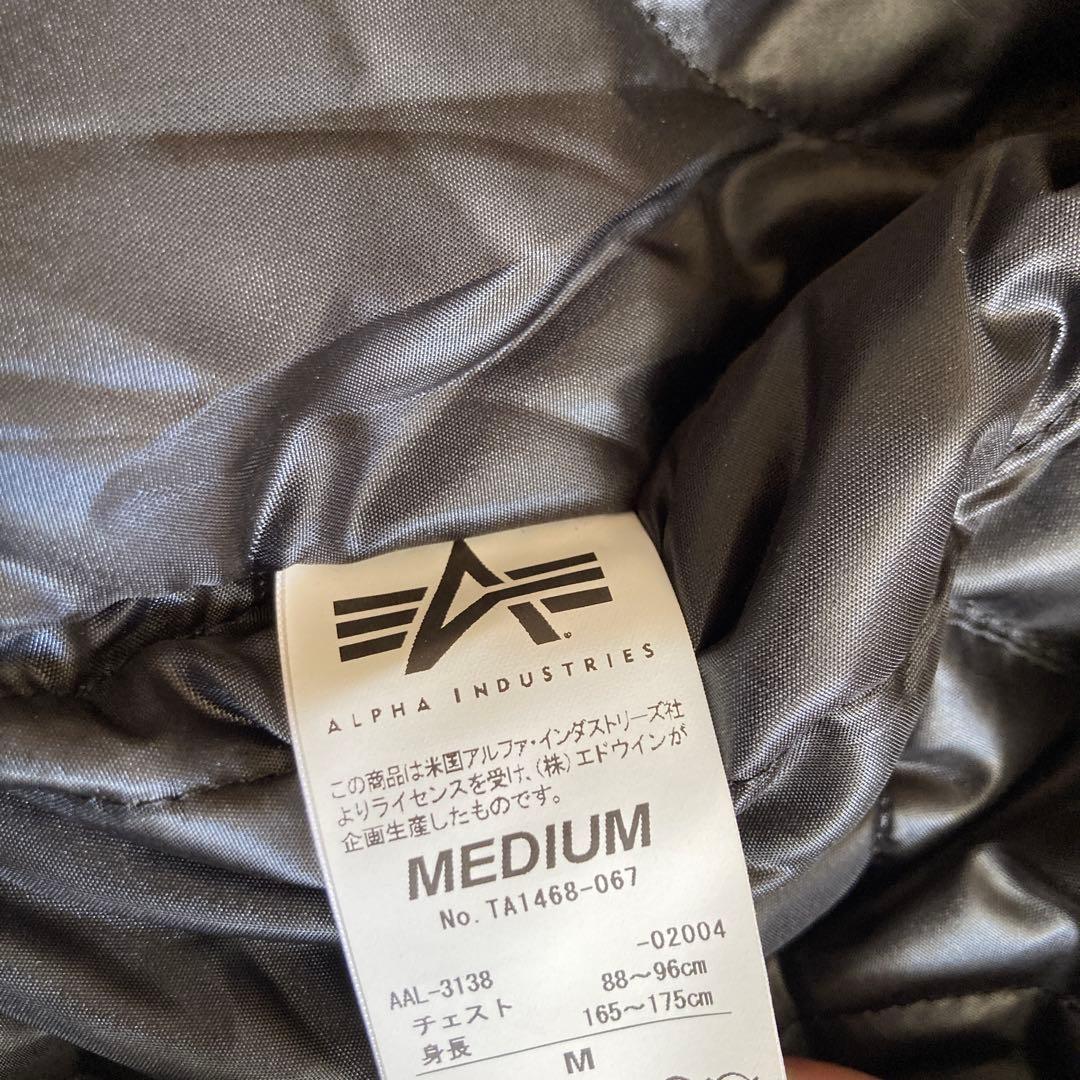 ALPHA INDUSTRIES
この商品は米国アルファ・インダストリーズ社
よりライセンスを受け、(株)エドウインが
企画生産したものです。
MEDIUM
No. TA1468-067
-02004
AAL-3138
チェスト 88～96cm
身長 165～175cm
M